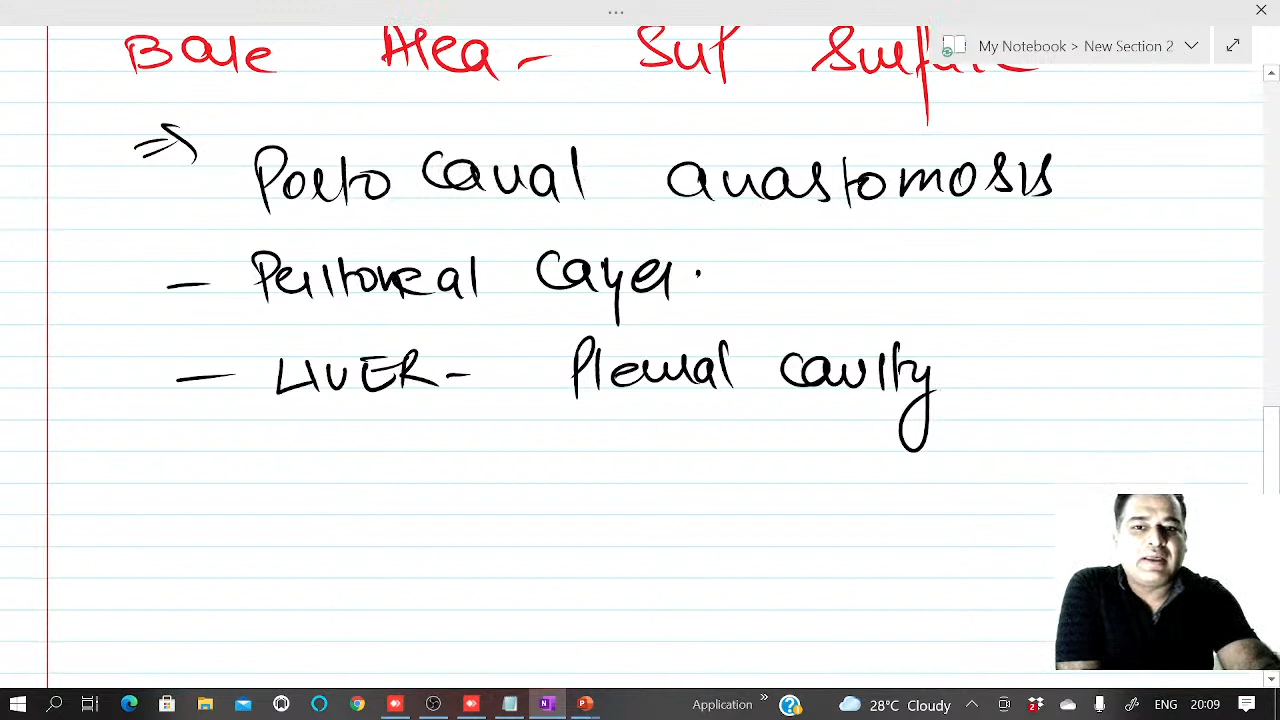 My Notebook > New Section 2
Bare Area - Sup Surface
⇒ Porto Caval anastomosis
- Peritoneal Layer.
- LIVER - Pleural cavity
Application
28°C Cloudy
ENG
20:09